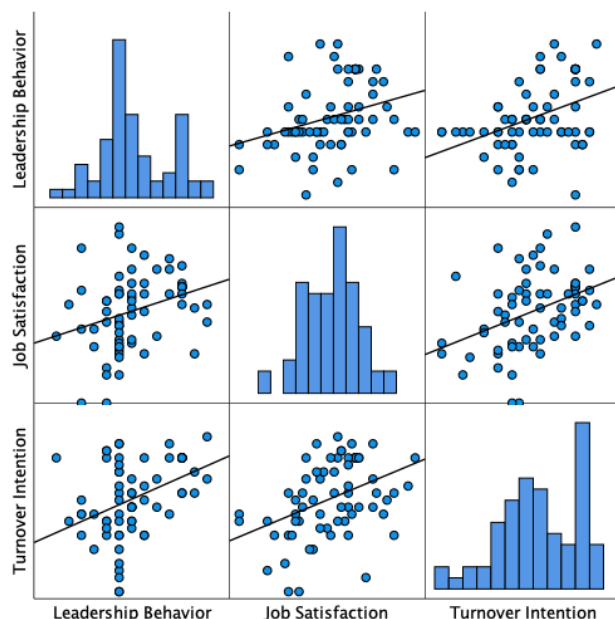 Leadership Behavior
Job Satisfaction
Turnover Intention
Leadership Behavior
Job Satisfaction
Turnover Intention